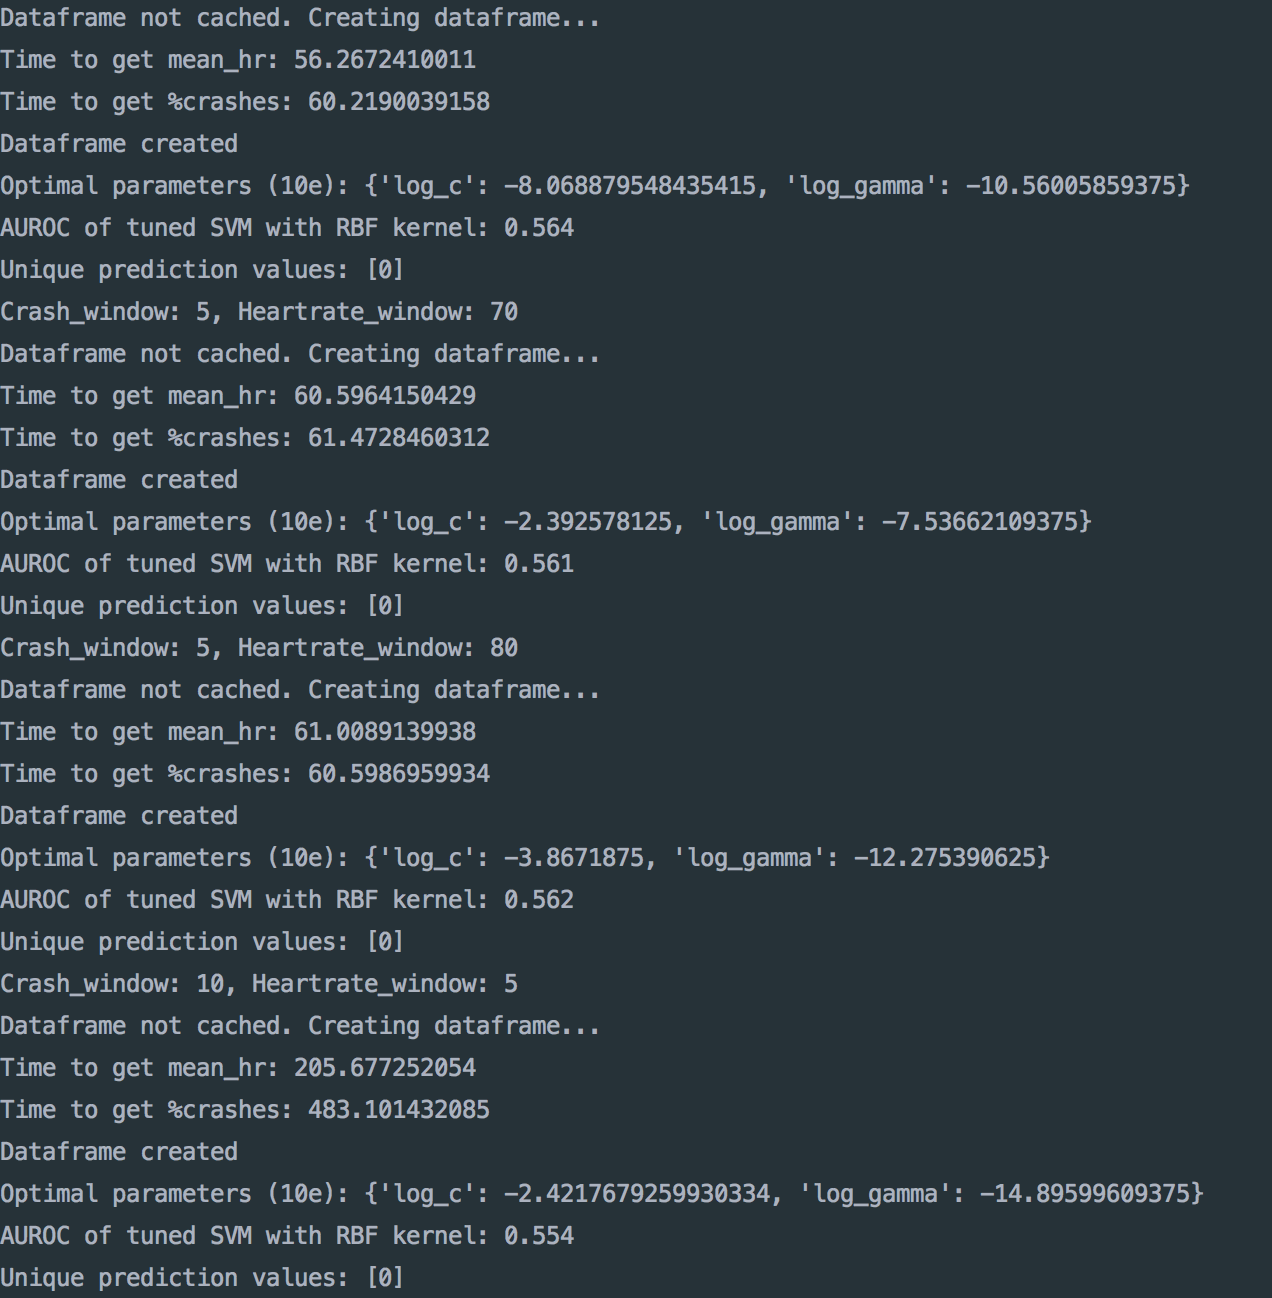 Dataframe not cached. Creating dataframe...
Time to get mean_hr: 56.2672410011
Time to get %crashes: 60.2190039158
Dataframe created
Optimal parameters (10e): {'log_c': -8.068879548435415, 'log_gamma': -10.56005859375}
AUROC of tuned SVM with RBF kernel: 0.564
Unique prediction values: [0]
Crash_window: 5, Heartrate_window: 70
Dataframe not cached. Creating dataframe...
Time to get mean_hr: 60.5964150429
Time to get %crashes: 61.4728460312
Dataframe created
Optimal parameters (10e): {'log_c': -2.392578125, 'log_gamma': -7.53662109375}
AUROC of tuned SVM with RBF kernel: 0.561
Unique prediction values: [0]
Crash_window: 5, Heartrate_window: 80
Dataframe not cached. Creating dataframe...
Time to get mean_hr: 61.0089139938
Time to get %crashes: 60.5986959934
Dataframe created
Optimal parameters (10e): {'log_c': -3.8671875, 'log_gamma': -12.275390625}
AUROC of tuned SVM with RBF kernel: 0.562
Unique prediction values: [0]
Crash_window: 10, Heartrate_window: 5
Dataframe not cached. Creating dataframe...
Time to get mean_hr: 205.677252054
Time to get %crashes: 483.101432085
Dataframe created
Optimal parameters (10e): {'log_c': -2.4217679259930334, 'log_gamma': -14.89599609375}
AUROC of tuned SVM with RBF kernel: 0.554
Unique prediction values: [0]